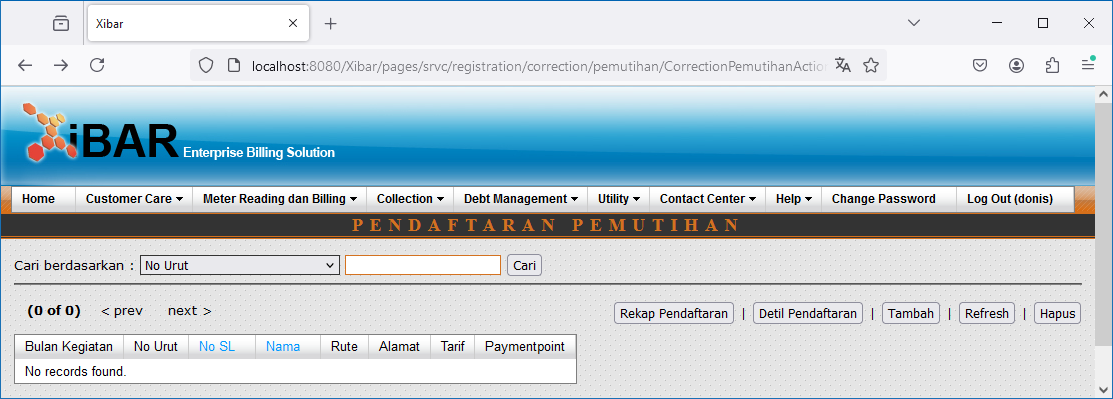 Xibar
localhost:8080/Xibar/pages/srvc/registration/correction/pemutihan/CorrectionPemutihanAction
iBAR Enterprise Billing Solution
Home Customer Care Meter Reading dan Billing Collection Debt Management Utility Contact Center Help Change Password Log Out (donis)
PENDAFTARAN PEMUTIHAN
Cari berdasarkan : No Urut Cari
(0 of 0) < prev next > Rekap Pendaftaran | Detil Pendaftaran | Tambah | Refresh | Hapus
Bulan Kegiatan No Urut No SL Nama Rute Alamat Tarif Paymentpoint
No records found.